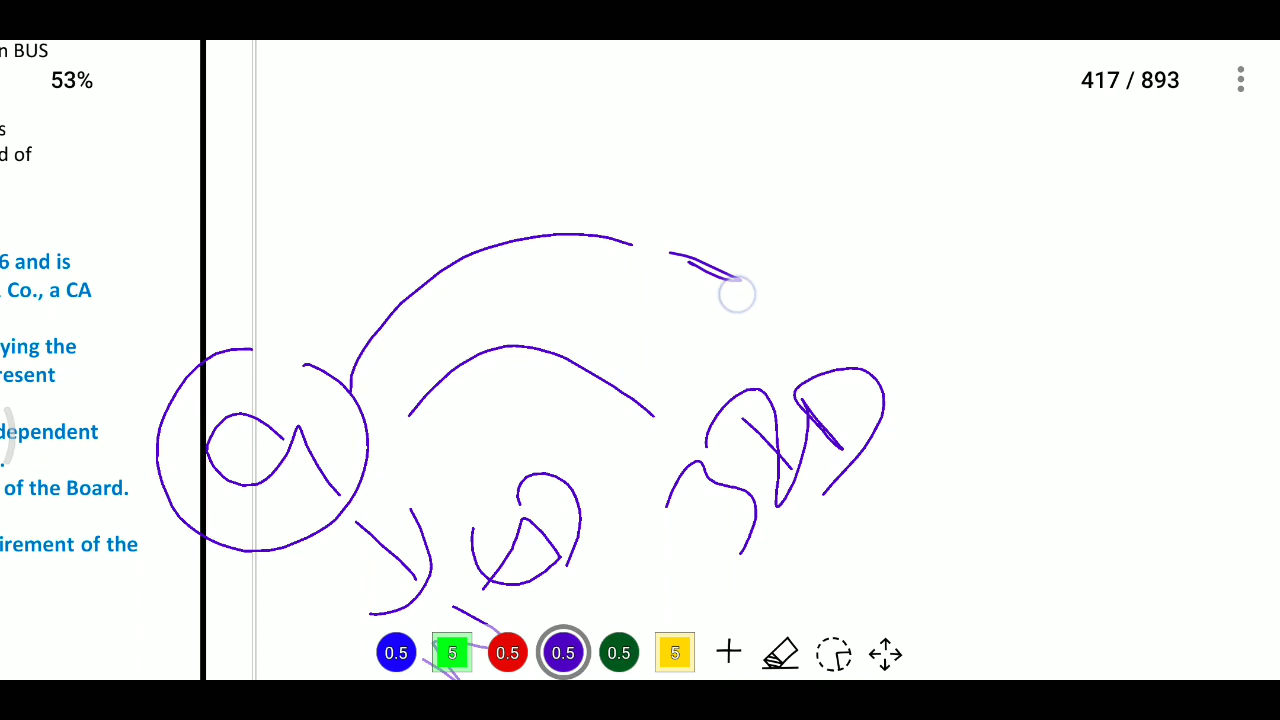 n BUS
53%
417 / 893
s
d of
6 and is
Co., a CA
ying the
resent
dependent
.
of the Board.
irement of the
0.5 5 0.5 0.5 0.5 5